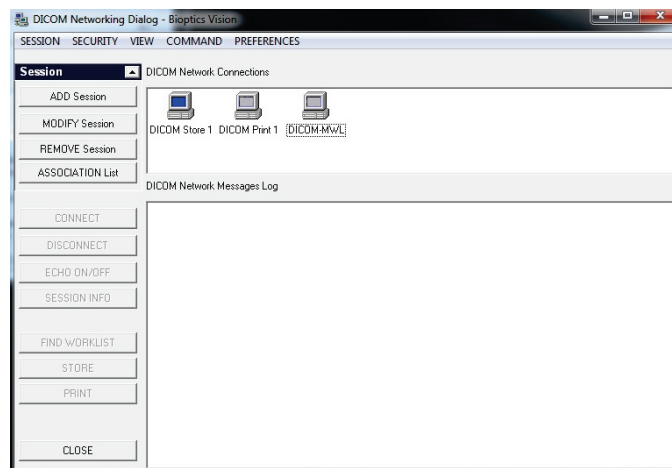 DICOM Networking Dialog - Bioptics Vision
SESSION SECURITY VIEW COMMAND PREFERENCES
Session
DICOM Network Connections
ADD Session
MODIFY Session
REMOVE Session
ASSOCIATION List
DICOM Store 1 DICOM Print 1 DICOM-MWL
DICOM Network Messages Log
CONNECT
DISCONNECT
ECHO ON/OFF
SESSION INFO
FIND WORKLIST
STORE
PRINT
CLOSE